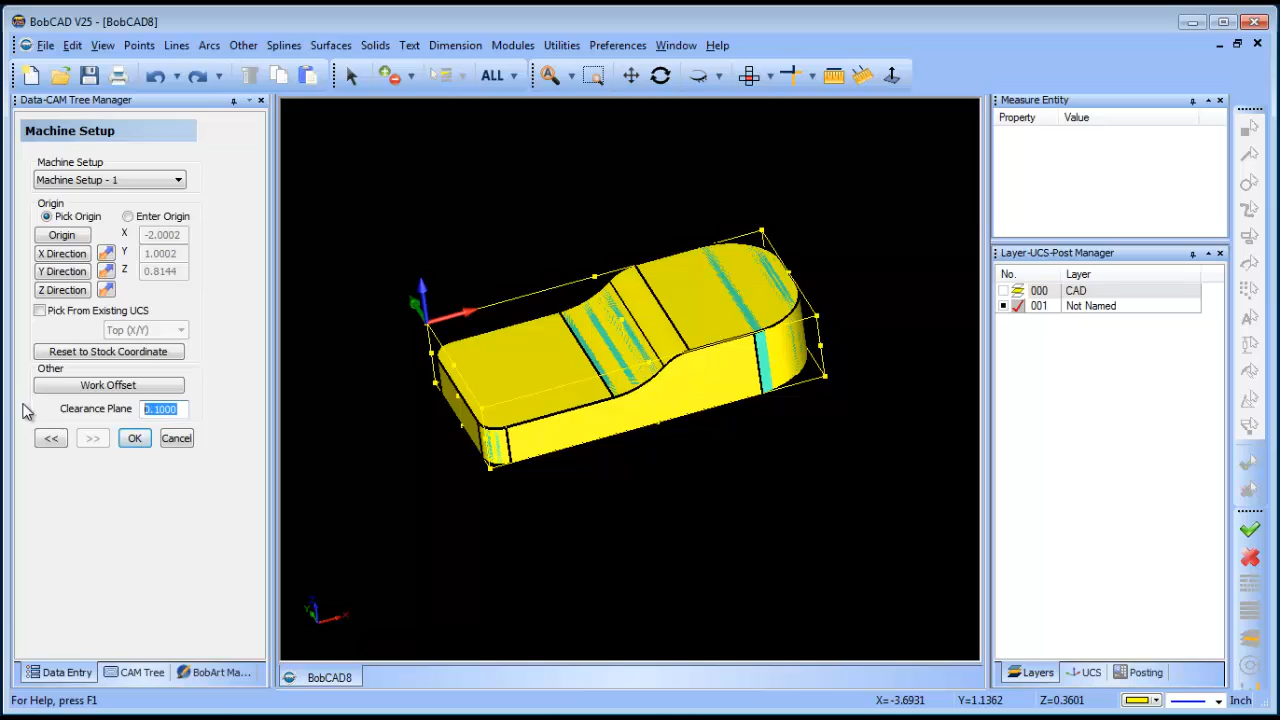 BobCAD V25 - [BobCAD8]
File Edit View Points Lines Arcs Other Splines Surfaces Solids Text Dimension Modules Utilities Preferences Window Help
ALL
Data-CAM Tree Manager
Machine Setup
Machine Setup
Machine Setup - 1
Origin
Pick Origin Enter Origin
Origin X -2.0002
X Direction Y 1.0002
Y Direction Z 0.8144
Z Direction
Pick From Existing UCS
Top (X/Y)
Reset to Stock Coordinate
Other
Work Offset
Clearance Plane 0.1000
<< >> OK Cancel
Data Entry CAM Tree BobArt Ma...
BobCAD8
Measure Entity
Property Value
Layer-UCS-Post Manager
No. Layer
000 CAD
001 Not Named
Layers UCS Posting
For Help, press F1 X=-3.6931 Y=1.1362 Z=0.3601 Inch